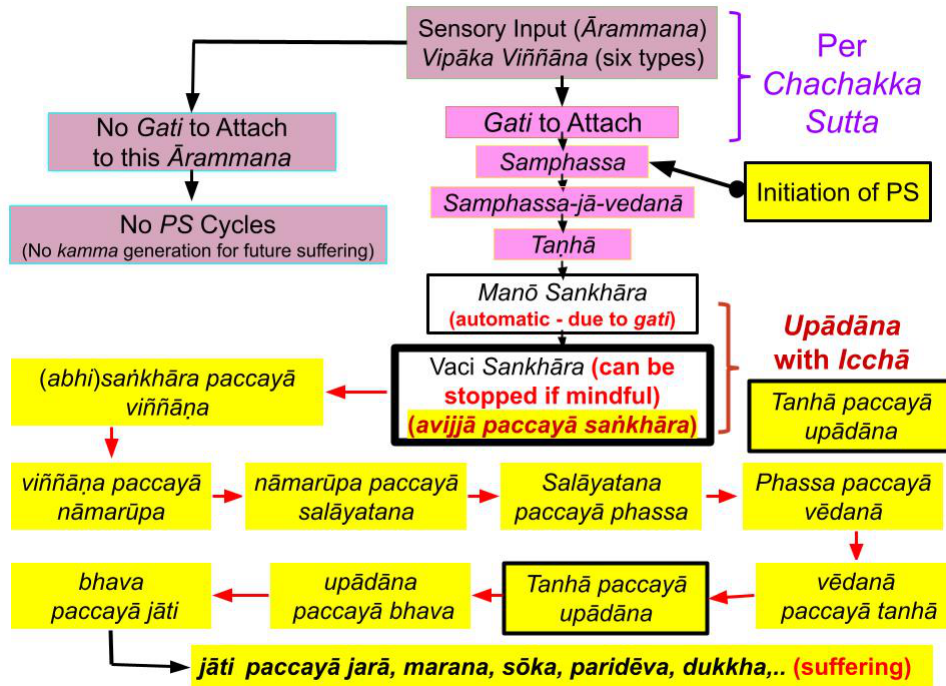 Sensory Input (Ārammana)
Vipāka Viññāna (six types)
Per
Chachakka
Sutta
No Gati to Attach
to this Ārammana
Gati to Attach
Samphassa
Initiation of PS
Samphassa-jā-vedanā
No PS Cycles
(No kamma generation for future suffering)
Taṇhā
Manō Sankhāra
(automatic - due to gati)
Upādāna
with Icchā
Vaci Sankhāra (can be
stopped if mindful)
(avijjā paccayā saṅkhāra)
(abhi)saṅkhāra paccayā
viññāṇa
Tanhā paccayā
upādāna
viññāṇa paccayā
nāmarūpa
nāmarūpa paccayā
salāyatana
Salāyatana
paccayā phassa
Phassa paccayā
vēdanā
bhava
paccayā jāti
upādāna
paccayā bhava
Tanhā paccayā
upādāna
vēdanā
paccayā tanhā
jāti paccayā jarā, marana, sōka, paridēva, dukkha,.. (suffering)